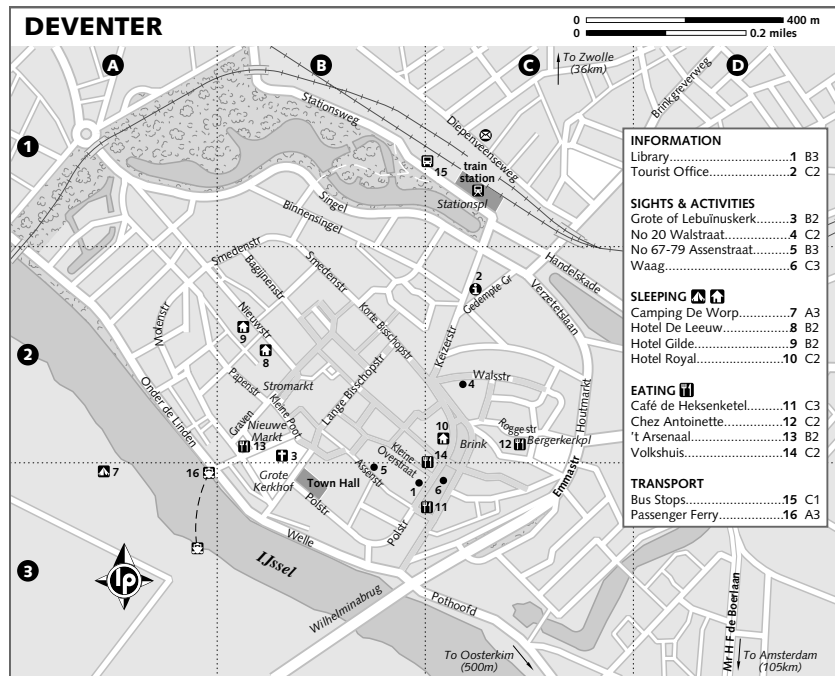 DEVENTER
0 400 m
0 0.2 miles
A
B
C
D
1
2
3
To Zwolle
(36km)
Brinkgreverweg
Stationsweg
Diepenveenseweg
15
train
station
Stationspl
Singel
Binnensingel
Smedenstr
Bagijnenstr
Smedenstr
Handelskade
2
Gedempte Gr
Verzetslaan
Molenstr
Nieuwstr
9
8
Korte Bisschopstr
Keizerstr
Walsstr
4
Houtmarkt
Onder de Linden
Papenstr
Stromarkt
Lange Bisschopstr
Graven
Kleine Poot
Nieuwe
Markt
13
3
Kleine
Overstraat
10
14
Brink
Roggestr
12
Bergerkerkpl
7
16
Grote
Kerkhof
Town Hall
Assenstr
5
1
6
11
Emmastr
Polstr
Polstr
Welle
IJssel
Wilhelminabrug
Pothoofd
lp
To Oosterkim
(500m)
Mr H F de Boerlaan
To Amsterdam
(105km)
INFORMATION
Library 1 B3
Tourist Office 2 C2
SIGHTS & ACTIVITIES
Grote of Lebuïnuskerk 3 B2
No 20 Walstraat 4 C2
No 67-79 Assenstraat 5 B3
Waag 6 C3
SLEEPING
Camping De Worp 7 A3
Hotel De Leeuw 8 B2
Hotel Gilde 9 B2
Hotel Royal 10 C2
EATING
Café de Heksenketel 11 C3
Chez Antoinette 12 C2
't Arsenaal 13 B2
Volkshuis 14 C2
TRANSPORT
Bus Stops 15 C1
Passenger Ferry 16 A3